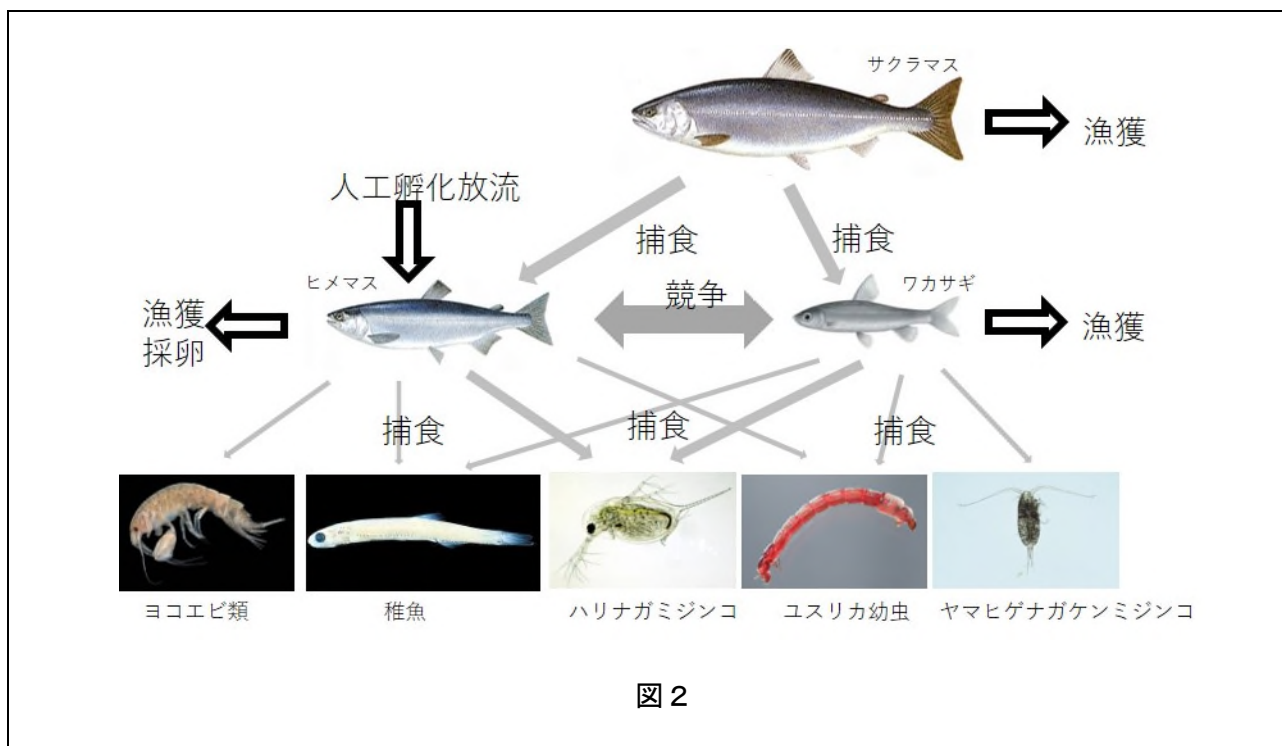 サクラマス
漁獲
人工孵化放流
捕食
捕食
ヒメマス
競争
ワカサギ
漁獲
採卵
漁獲
捕食
捕食
捕食
ヨコエビ類
稚魚
ハリナガミジンコ
ユスリカ幼虫
ヤマヒゲナガケンミジンコ
図2